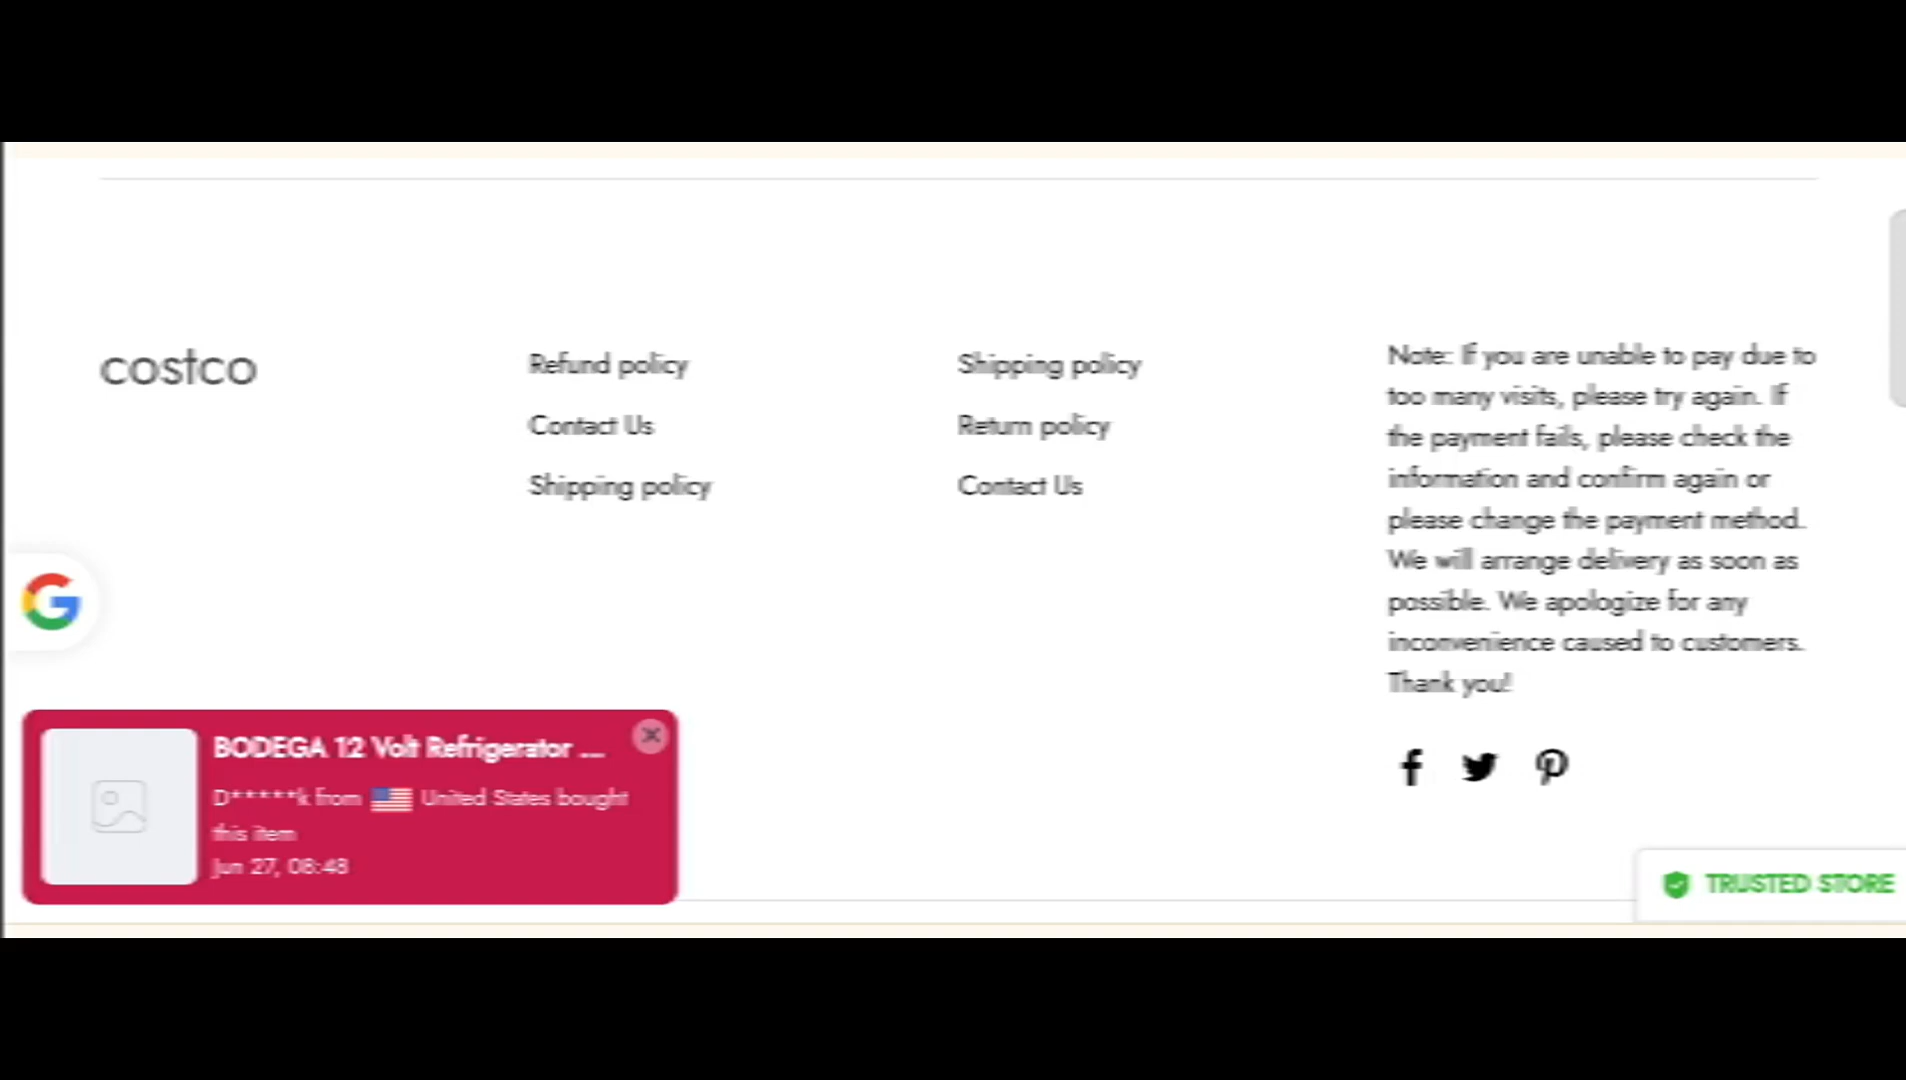 costco
Refund policy
Contact Us
Shipping policy
Shipping policy
Return policy
Contact Us
Note: If you are unable to pay due to
too many visits, please try again. If
the payment fails, please check the
information and confirm again or
please change the payment method.
We will arrange delivery as soon as
possible. We apologize for any
inconvenience caused to customers.
Thank you!
BODEGA 12 Volt Refrigerator ...
D*****k from United States bought
this item
Jun 27, 08:48
TRUSTED STORE